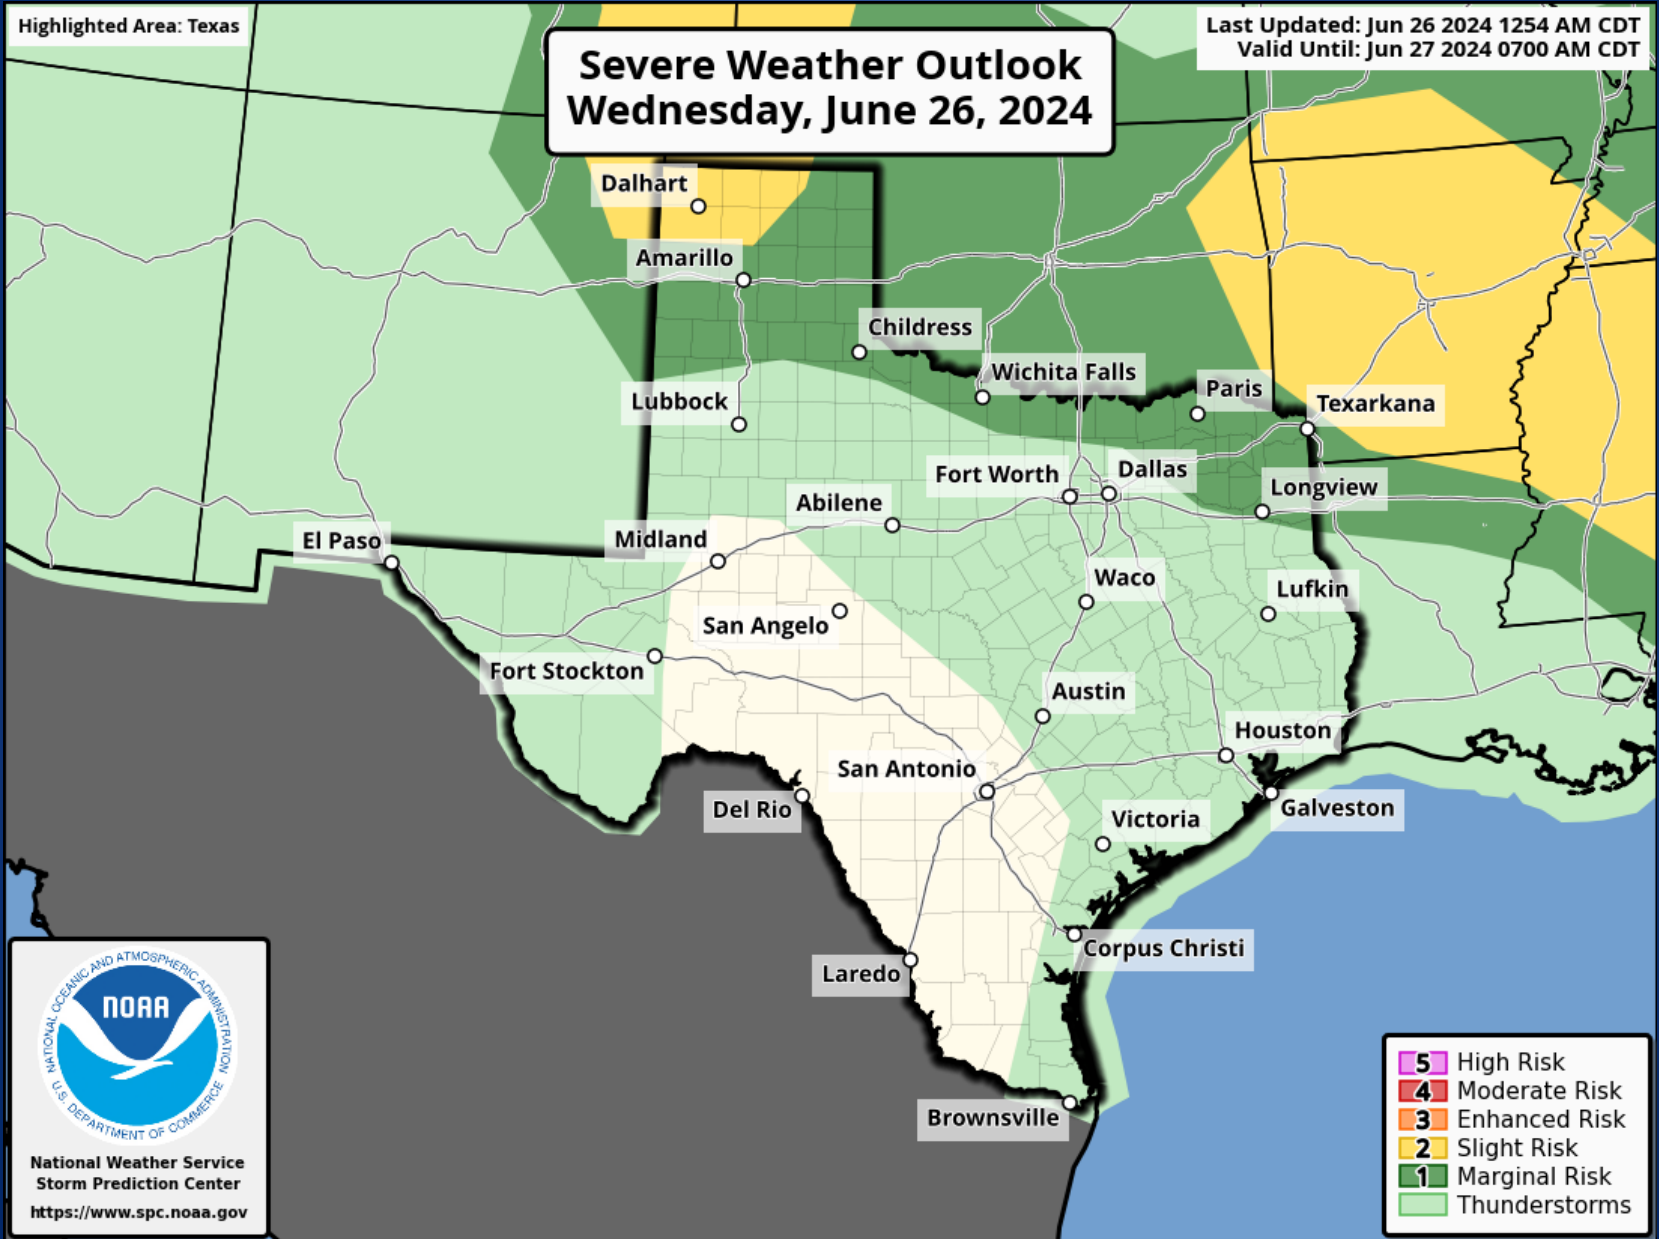 Highlighted Area: Texas
Severe Weather Outlook
Wednesday, June 26, 2024
Last Updated: Jun 26 2024 1254 AM CDT
Valid Until: Jun 27 2024 0700 AM CDT
Dalhart
Amarillo
Childress
Wichita Falls
Paris
Lubbock
Texarkana
Fort Worth
Dallas
Longview
Abilene
El Paso
Midland
Waco
Lufkin
San Angelo
Fort Stockton
Austin
Houston
San Antonio
Del Rio
Galveston
Victoria
Corpus Christi
Laredo
Brownsville
NATIONAL OCEANIC AND ATMOSPHERIC ADMINISTRATION
NOAA
U.S. DEPARTMENT OF COMMERCE
National Weather Service
Storm Prediction Center
https://www.spc.noaa.gov
5 High Risk
4 Moderate Risk
3 Enhanced Risk
2 Slight Risk
1 Marginal Risk
Thunderstorms